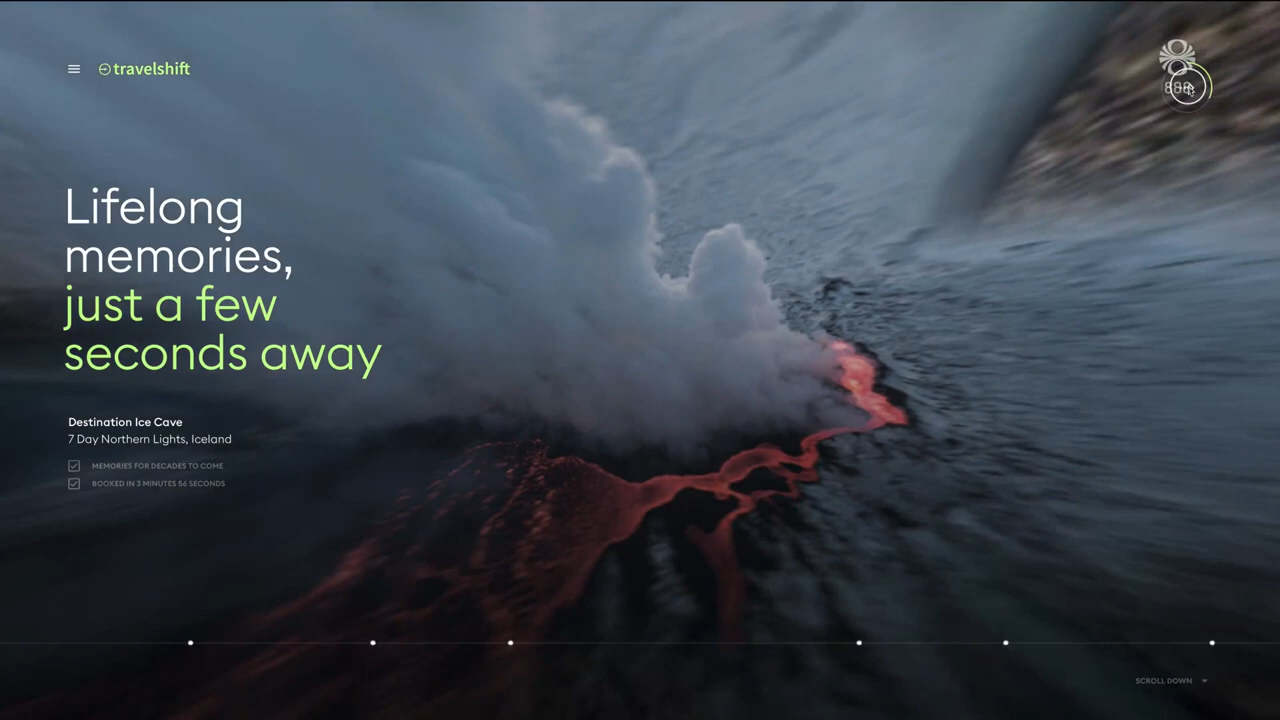 travelshift
Lifelong
memories,
just a few
seconds away
Destination Ice Cave
7 Day Northern Lights, Iceland
MEMORIES FOR DECADES TO COME
BOOKED IN 3 MINUTES 56 SECONDS
SCROLL DOWN